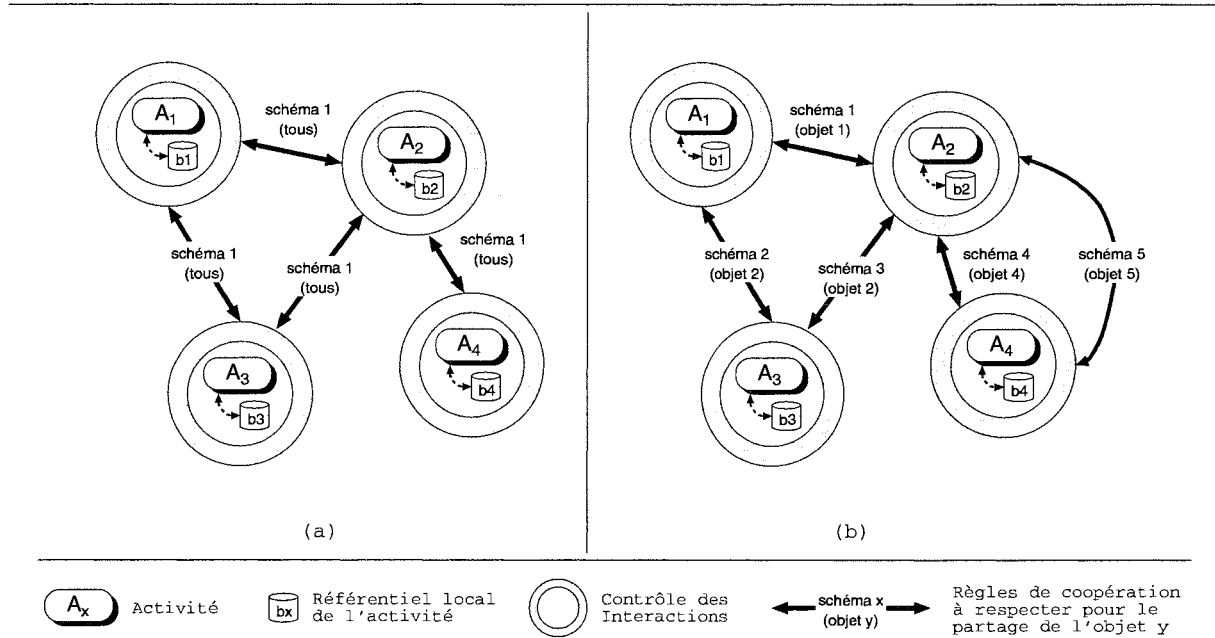 A1
b1
schéma 1
(tous)
A2
b2
schéma 1
(tous)
schéma 1
(tous)
schéma 1
(tous)
A3
b3
A4
b4
(a)
A1
b1
schéma 1
(objet 1)
A2
b2
schéma 2
(objet 2)
schéma 3
(objet 2)
schéma 4
(objet 4)
schéma 5
(objet 5)
A3
b3
A4
b4
(b)
Ax
Activité
bx
Référentiel local
de l'activité
Contrôle des
Interactions
schéma x
(objet y)
Règles de coopération
à respecter pour le
partage de l'objet y